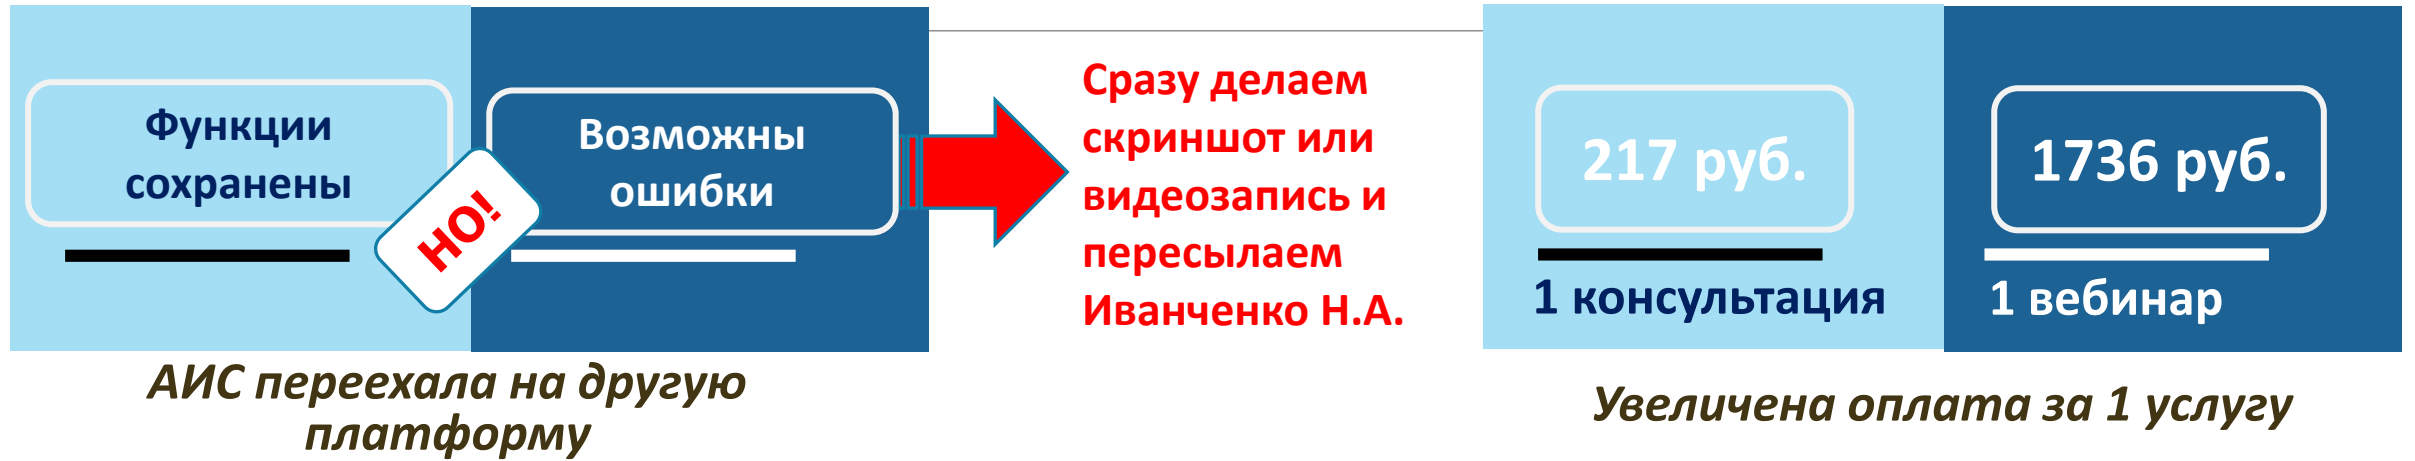 Функции
сохранены
НО!
Возможны
ошибки
Сразу делаем
скриншот или
видеозапись и
пересылаем
Иванченко Н.А.
АИС переехала на другую
платформу
217 руб.
1 консультация
1736 руб.
1 вебинар
Увеличена оплата за 1 услугу